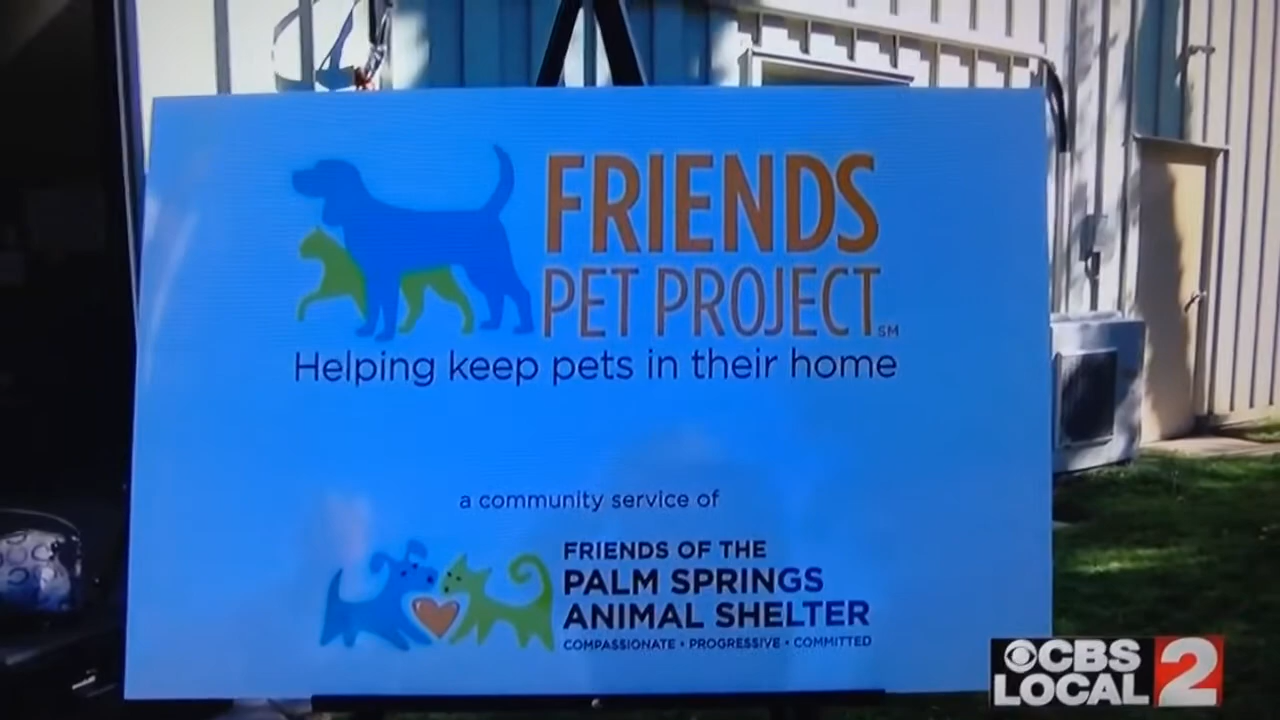 FRIENDS
PET PROJECT SM
Helping keep pets in their home
a community service of
FRIENDS OF THE
PALM SPRINGS
ANIMAL SHELTER
COMPASSIONATE • PROGRESSIVE • COMMITTED
CBS
LOCAL 2